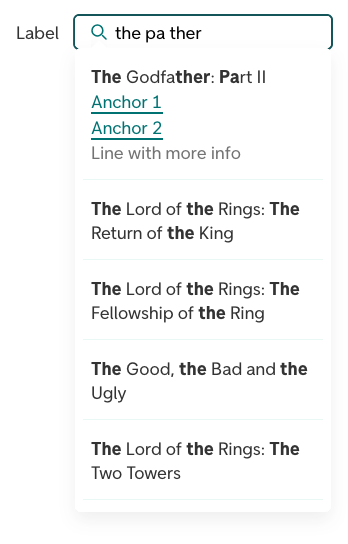 Label
the pa ther
The Godfather: Part II
Anchor 1
Anchor 2
Line with more info
The Lord of the Rings: The
Return of the King
The Lord of the Rings: The
Fellowship of the Ring
The Good, the Bad and the
Ugly
The Lord of the Rings: The
Two Towers